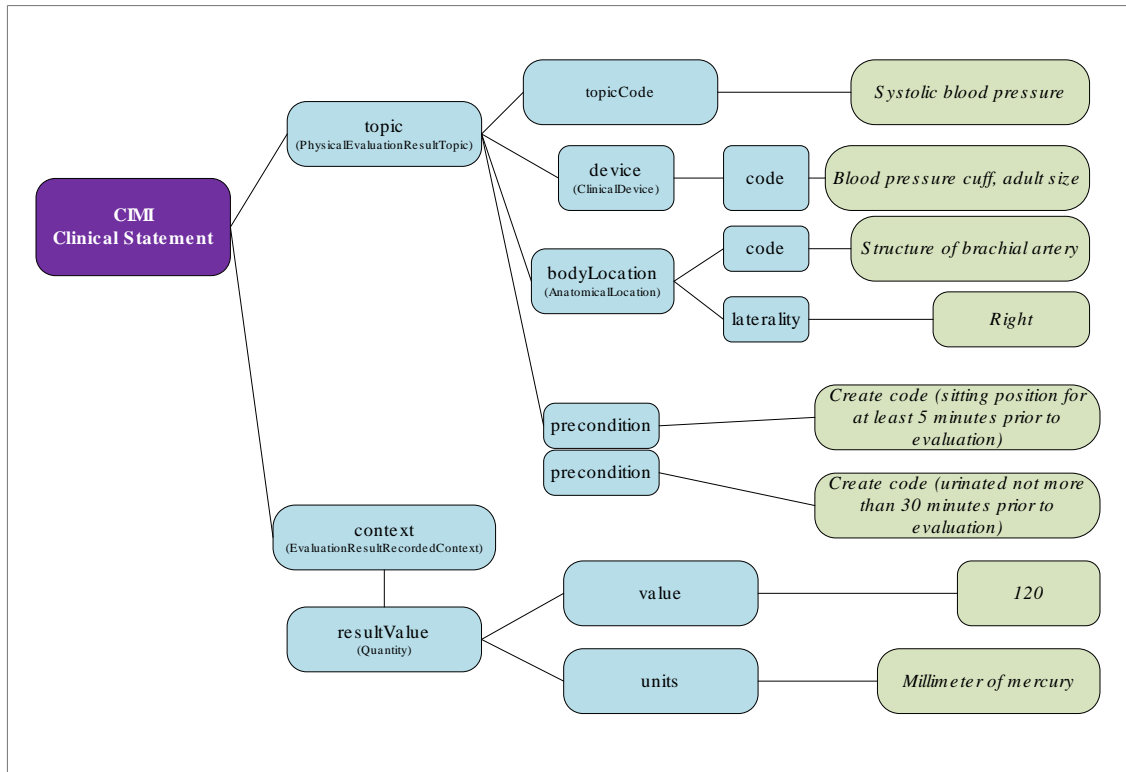 CIMI
Clinical Statement
topic
(PhysicalEvaluationResultTopic)
topicCode
Systolic blood pressure
device
(ClinicalDevice)
code
Blood pressure cuff, adult size
bodyLocation
(AnatomicalLocation)
code
Structure of brachial artery
laterality
Right
precondition
Create code (sitting position for
at least 5 minutes prior to
evaluation)
precondition
Create code (urinated not more
than 30 minutes prior to
evaluation)
context
(EvaluationResultRecordedContext)
resultValue
(Quantity)
value
120
units
Millimeter of mercury